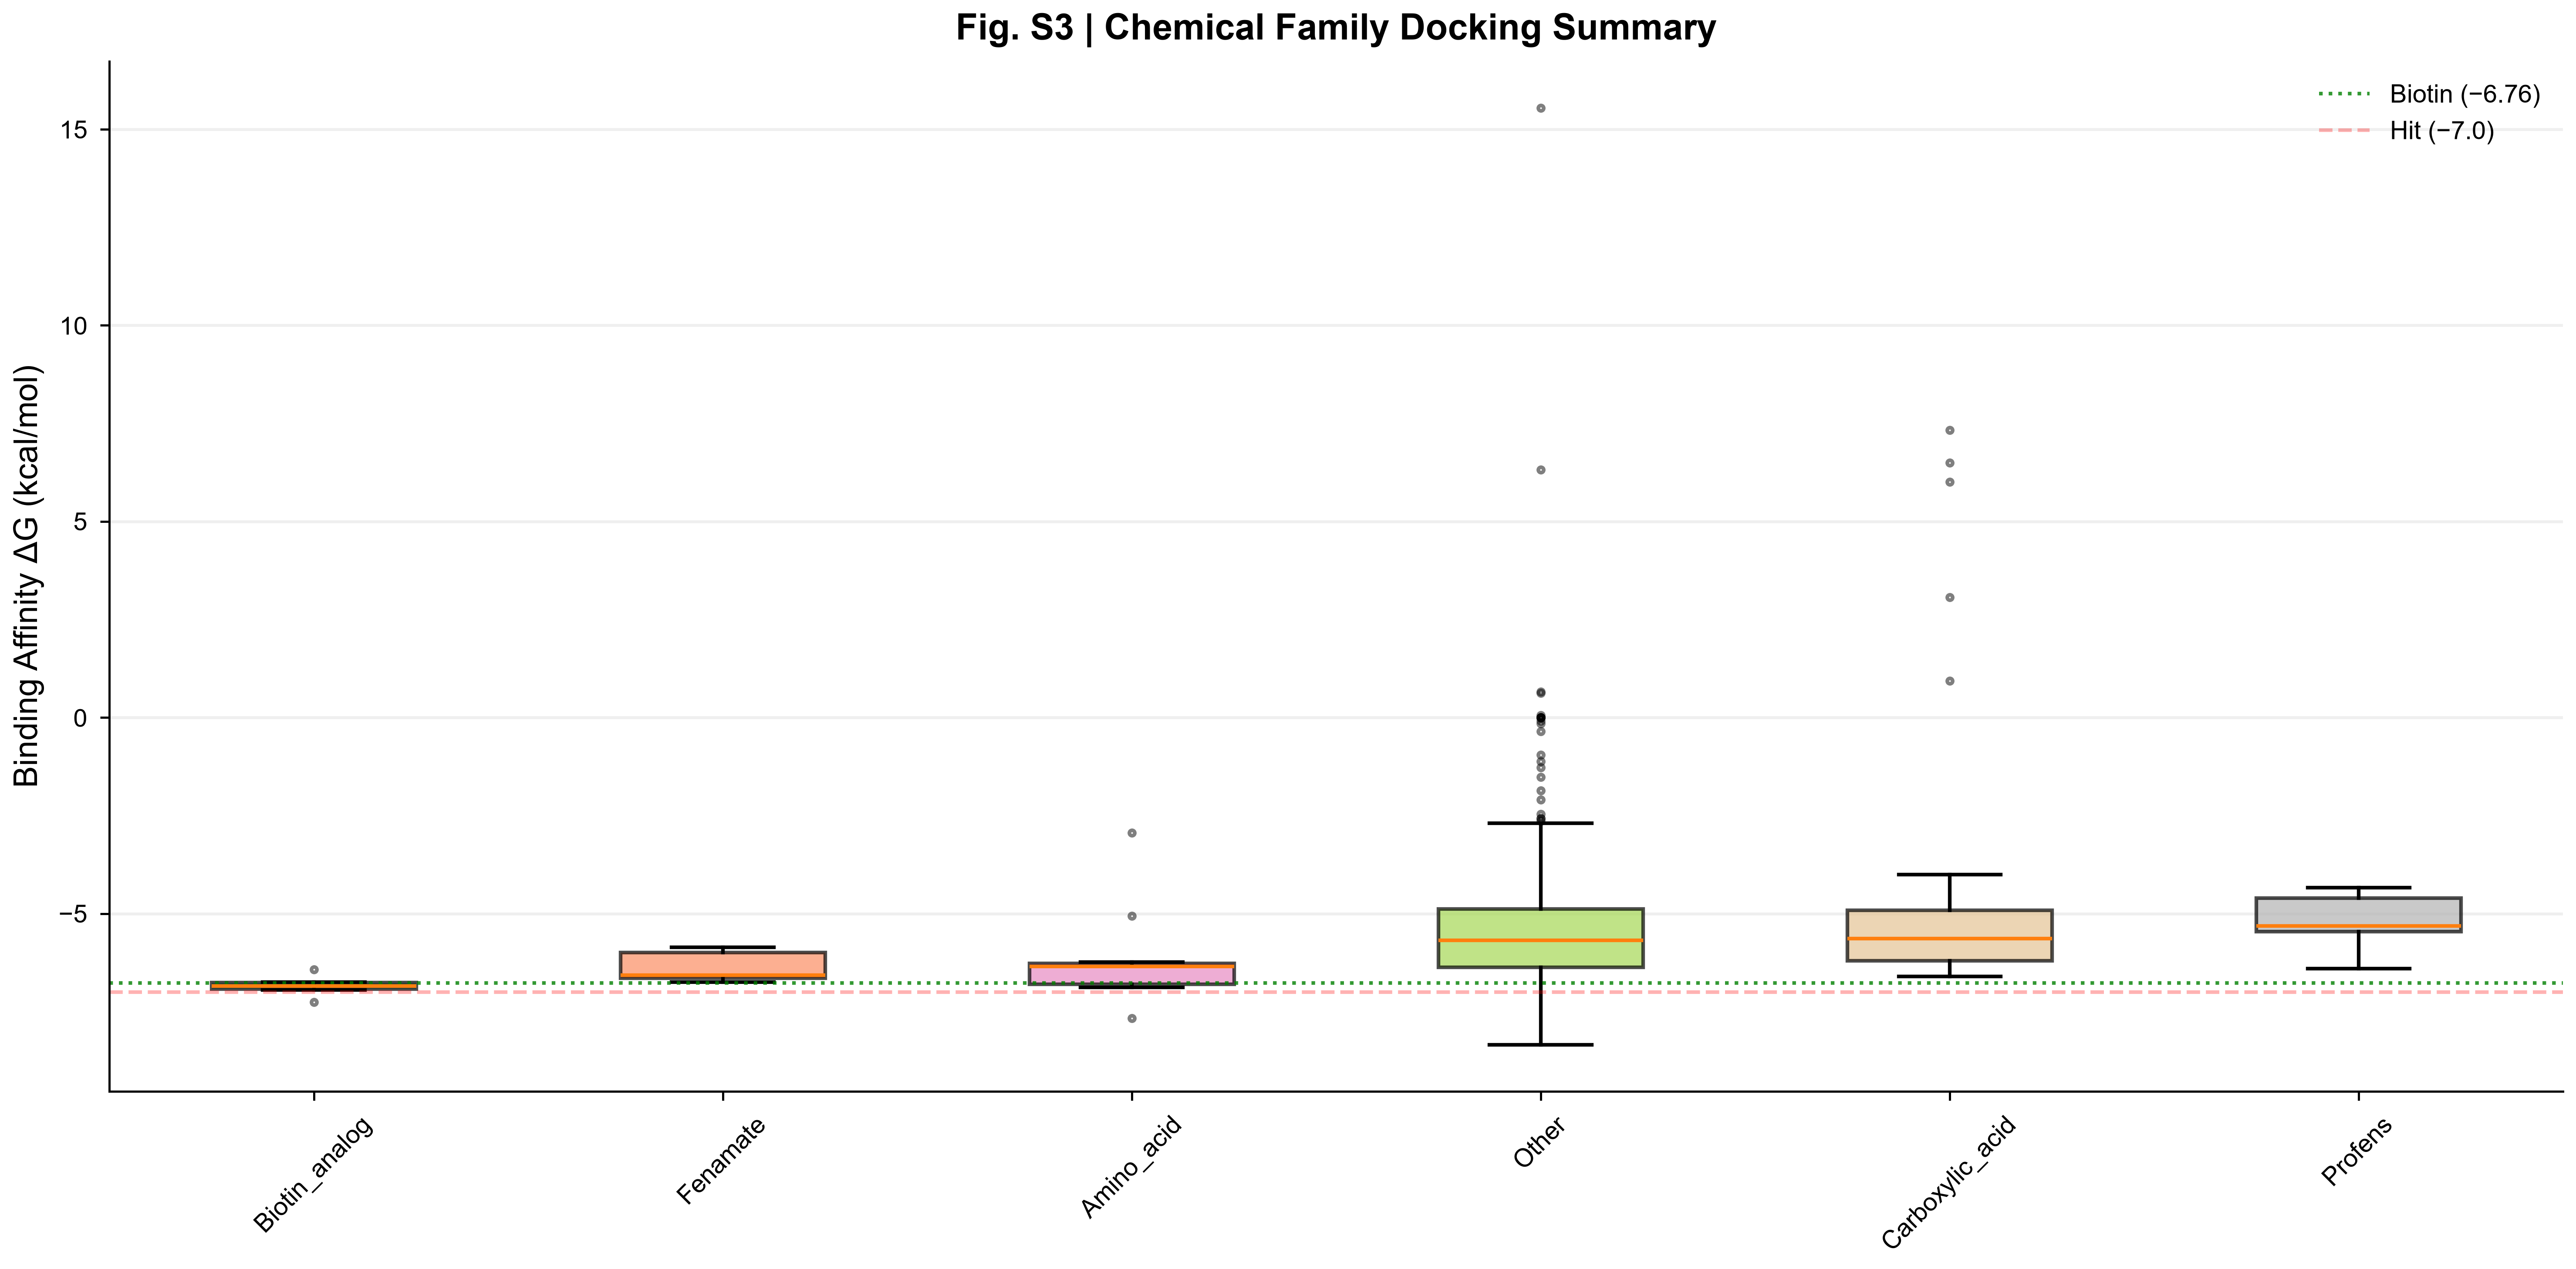 Fig. S3 | Chemical Family Docking Summary
Biotin (−6.76)
Hit (−7.0)
Binding Affinity ΔG (kcal/mol)
15
10
5
0
−5
Biotin_analog
Fenamate
Amino_acid
Other
Carboxylic_acid
Profens